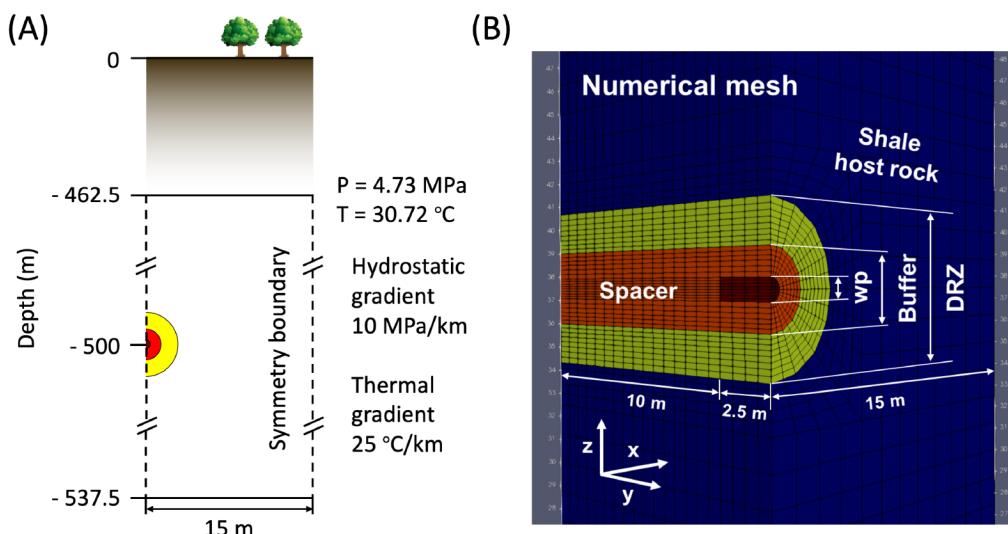 (A)
0
- 462.5
P = 4.73 MPa
T = 30.72 °C
Depth (m)
Symmetry boundary
Hydrostatic
gradient
10 MPa/km
- 500
Thermal
gradient
25 °C/km
- 537.5
15 m
(B)
Numerical mesh
Shale
host rock
Spacer
wp
Buffer
DRZ
10 m
2.5 m
15 m
z
x
y